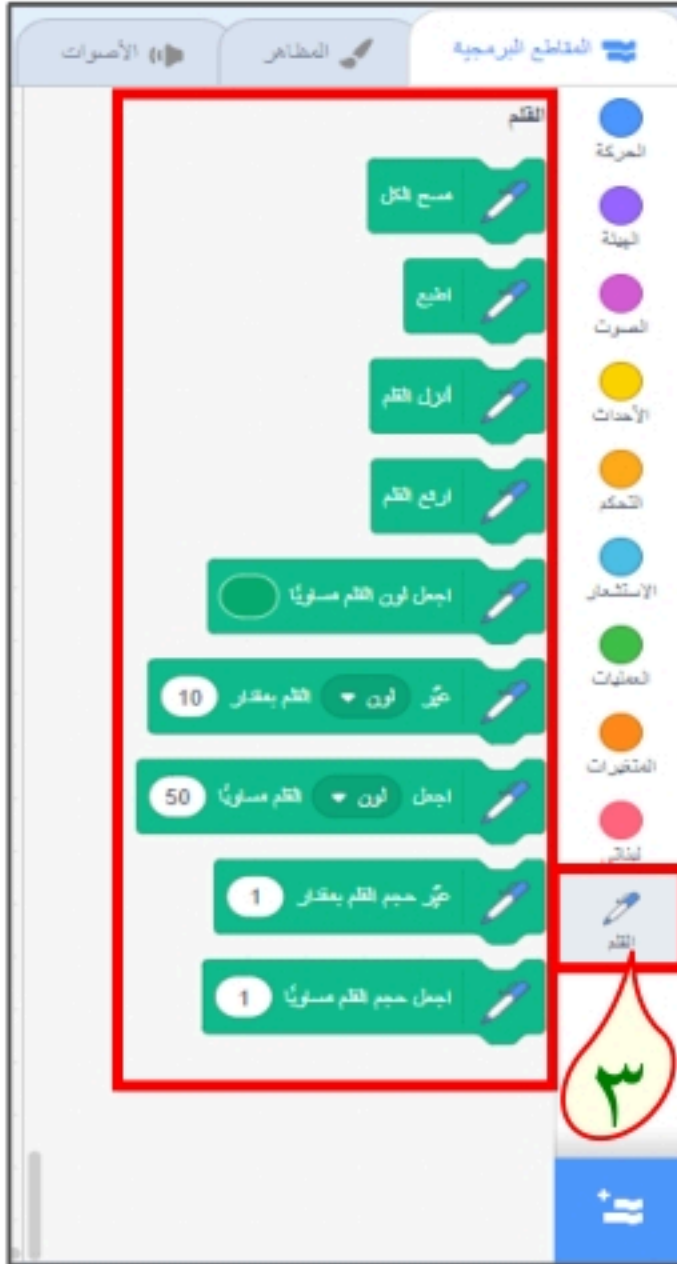 المقاطع البرمجية
المظاهر
الأصوات
الحركة
الهيئة
الصوت
الأحداث
التحكم
الاستشعار
العمليات
المتغيرات
لبناتي
القلم
٣
القلم
مسح الكل
اطبع
أنزل القلم
ارفع القلم
اجعل لون القلم مساويًا
غيِّر لون القلم بمقدار 10
اجعل لون القلم مساويًا 50
غيِّر حجم القلم بمقدار 1
اجعل حجم القلم مساويًا 1